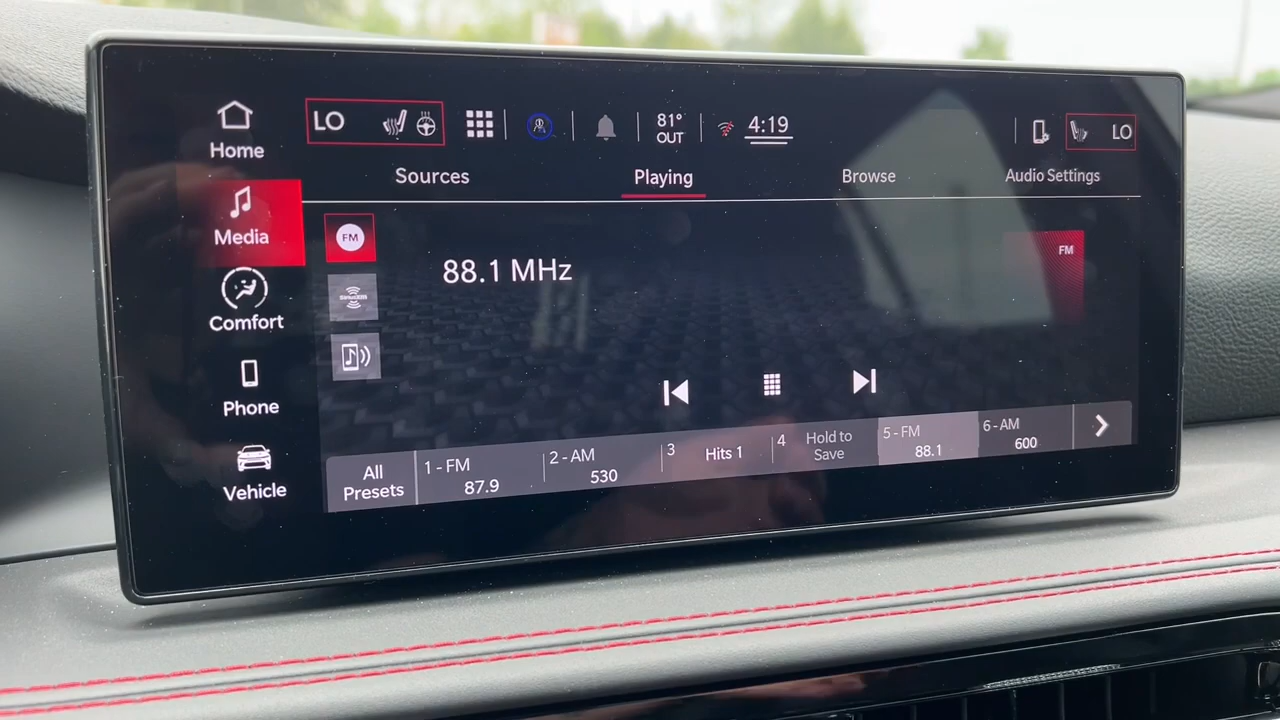 Home
LO
81°
OUT
4:19
LO
Sources
Playing
Browse
Audio Settings
Media
FM
88.1 MHz
FM
SIRIUSXM
Comfort
Phone
Vehicle
All
Presets
1 - FM
87.9
2 - AM
530
3
Hits 1
4
Hold to
Save
5 - FM
88.1
6 - AM
600